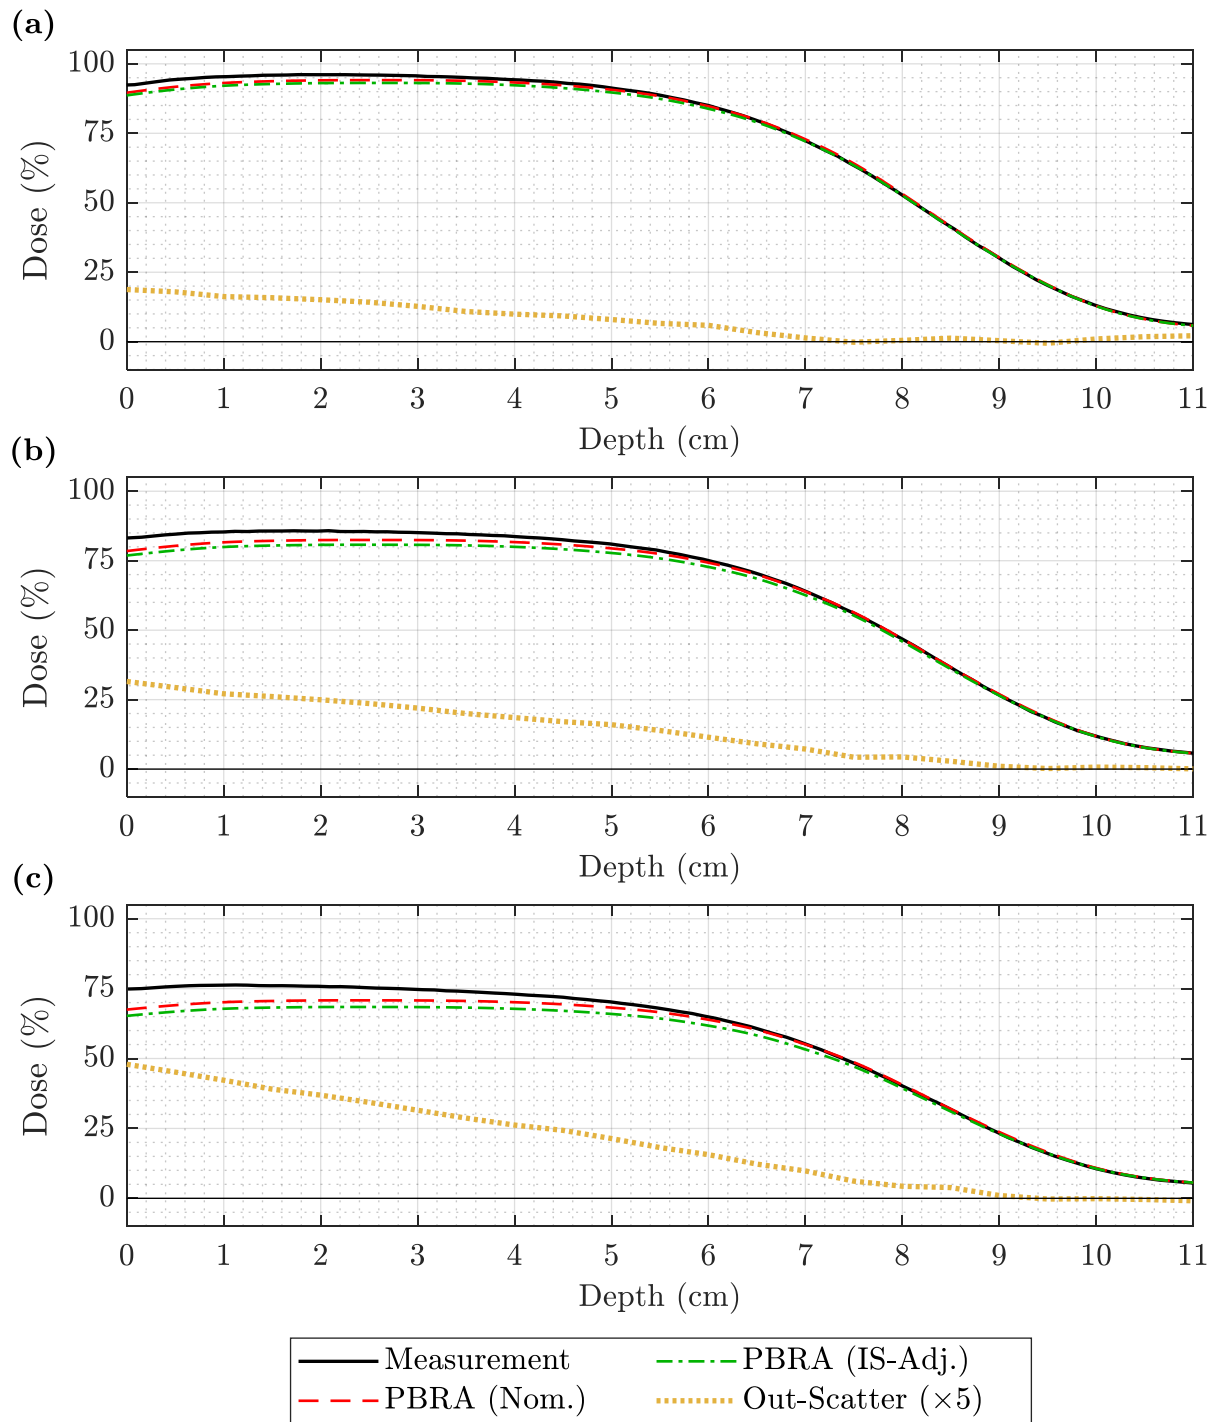 (a)
100
75
50
25
0
Dose (%)
0 1 2 3 4 5 6 7 8 9 10 11
Depth (cm)
(b)
100
75
50
25
0
Dose (%)
0 1 2 3 4 5 6 7 8 9 10 11
Depth (cm)
(c)
100
75
50
25
0
Dose (%)
0 1 2 3 4 5 6 7 8 9 10 11
Depth (cm)
Measurement PBRA (IS-Adj.)
PBRA (Nom.) Out-Scatter (×5)